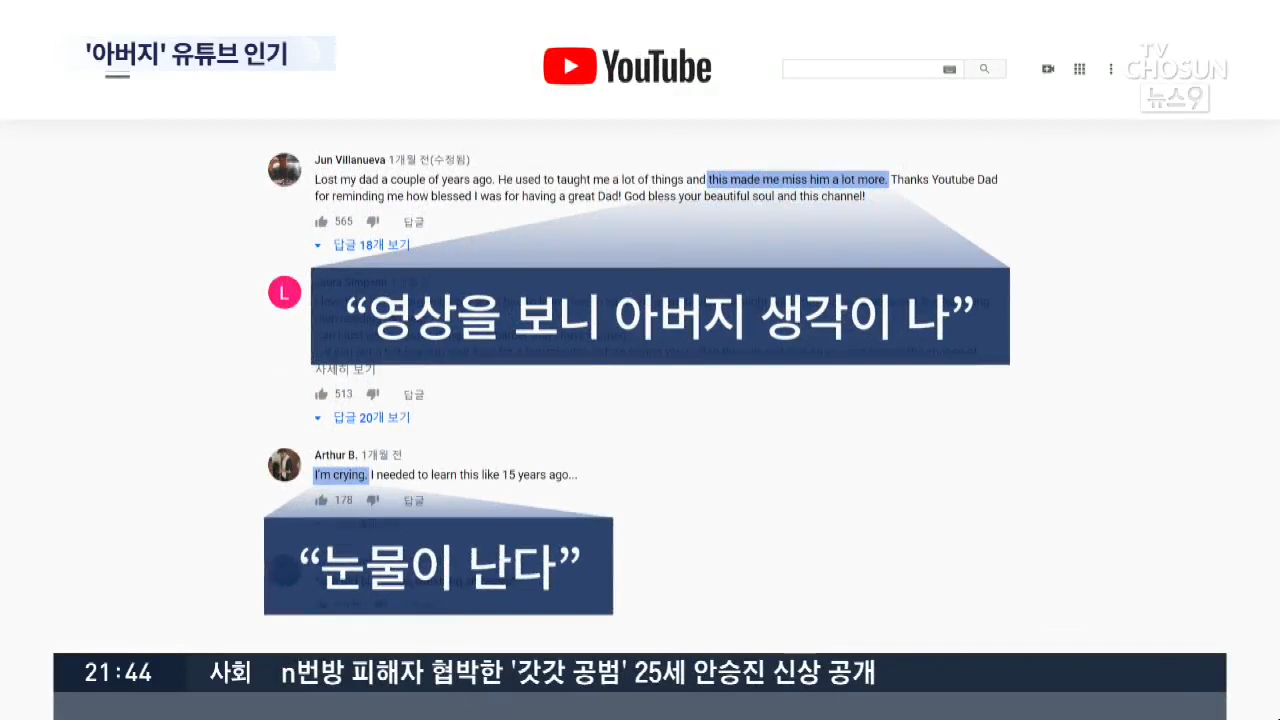 '아버지' 유튜브 인기
YouTube
TV
CHOSUN
뉴스9
Jun Villanueva 1개월 전(수정됨)
Lost my dad a couple of years ago. He used to taught me a lot of things and this made me miss him a lot more. Thanks Youtube Dad
for reminding me how blessed I was for having a great Dad! God bless your beautiful soul and this channel!
565 답글
답글 18개 보기
L
Laura Simpson
“영상을 보니 아버지 생각이 나”
자세히 보기
513 답글
답글 20개 보기
Arthur B. 1개월 전
I'm crying. I needed to learn this like 15 years ago...
178 답글
“눈물이 난다”
21:44 사회 n번방 피해자 협박한 '갓갓 공범' 25세 안승진 신상 공개